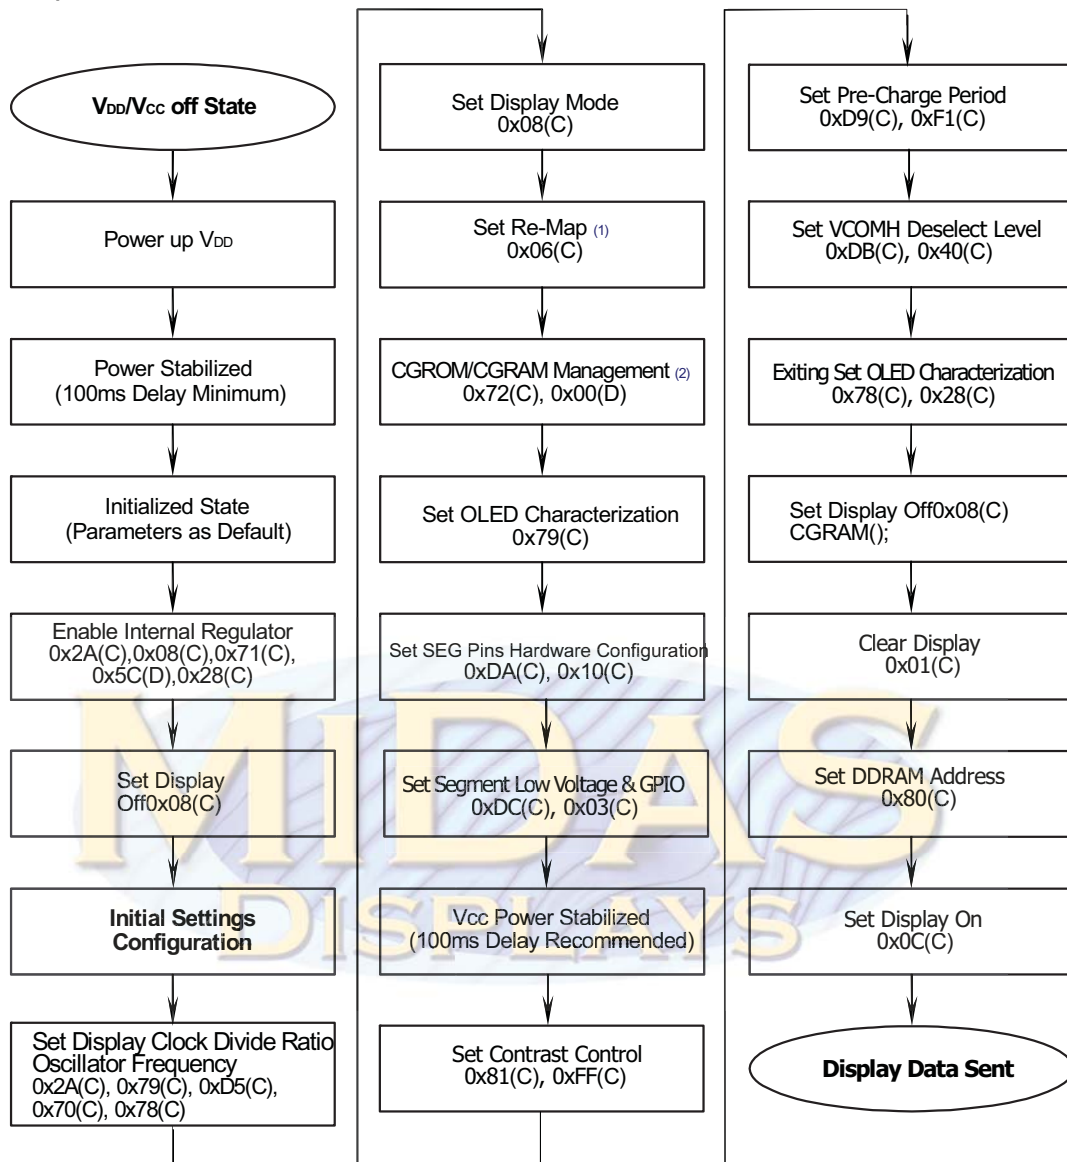 VDD/VCC off State
Power up VDD
Power Stabilized
(100ms Delay Minimum)
Initialized State
(Parameters as Default)
Enable Internal Regulator
0x2A(C),0x08(C),0x71(C),
0x5C(D),0x28(C)
Set Display
Off0x08(C)
Initial Settings
Configuration
Set Display Clock Divide Ratio
Oscillator Frequency
0x2A(C), 0x79(C), 0xD5(C),
0x70(C), 0x78(C)
Set Display Mode
0x08(C)
Set Re-Map (1)
0x06(C)
CGROM/CGRAM Management (2)
0x72(C), 0x00(D)
Set OLED Characterization
0x79(C)
Set SEG Pins Hardware Configuration
0xDA(C), 0x10(C)
Set Segment Low Voltage & GPIO
0xDC(C), 0x03(C)
Vcc Power Stabilized
(100ms Delay Recommended)
Set Contrast Control
0x81(C), 0xFF(C)
Set Pre-Charge Period
0xD9(C), 0xF1(C)
Set VCOMH Deselect Level
0xDB(C), 0x40(C)
Exiting Set OLED Characterization
0x78(C), 0x28(C)
Set Display Off0x08(C)
CGRAM();
Clear Display
0x01(C)
Set DDRAM Address
0x80(C)
Set Display On
0x0C(C)
Display Data Sent
MIDAS
DISPLAYS